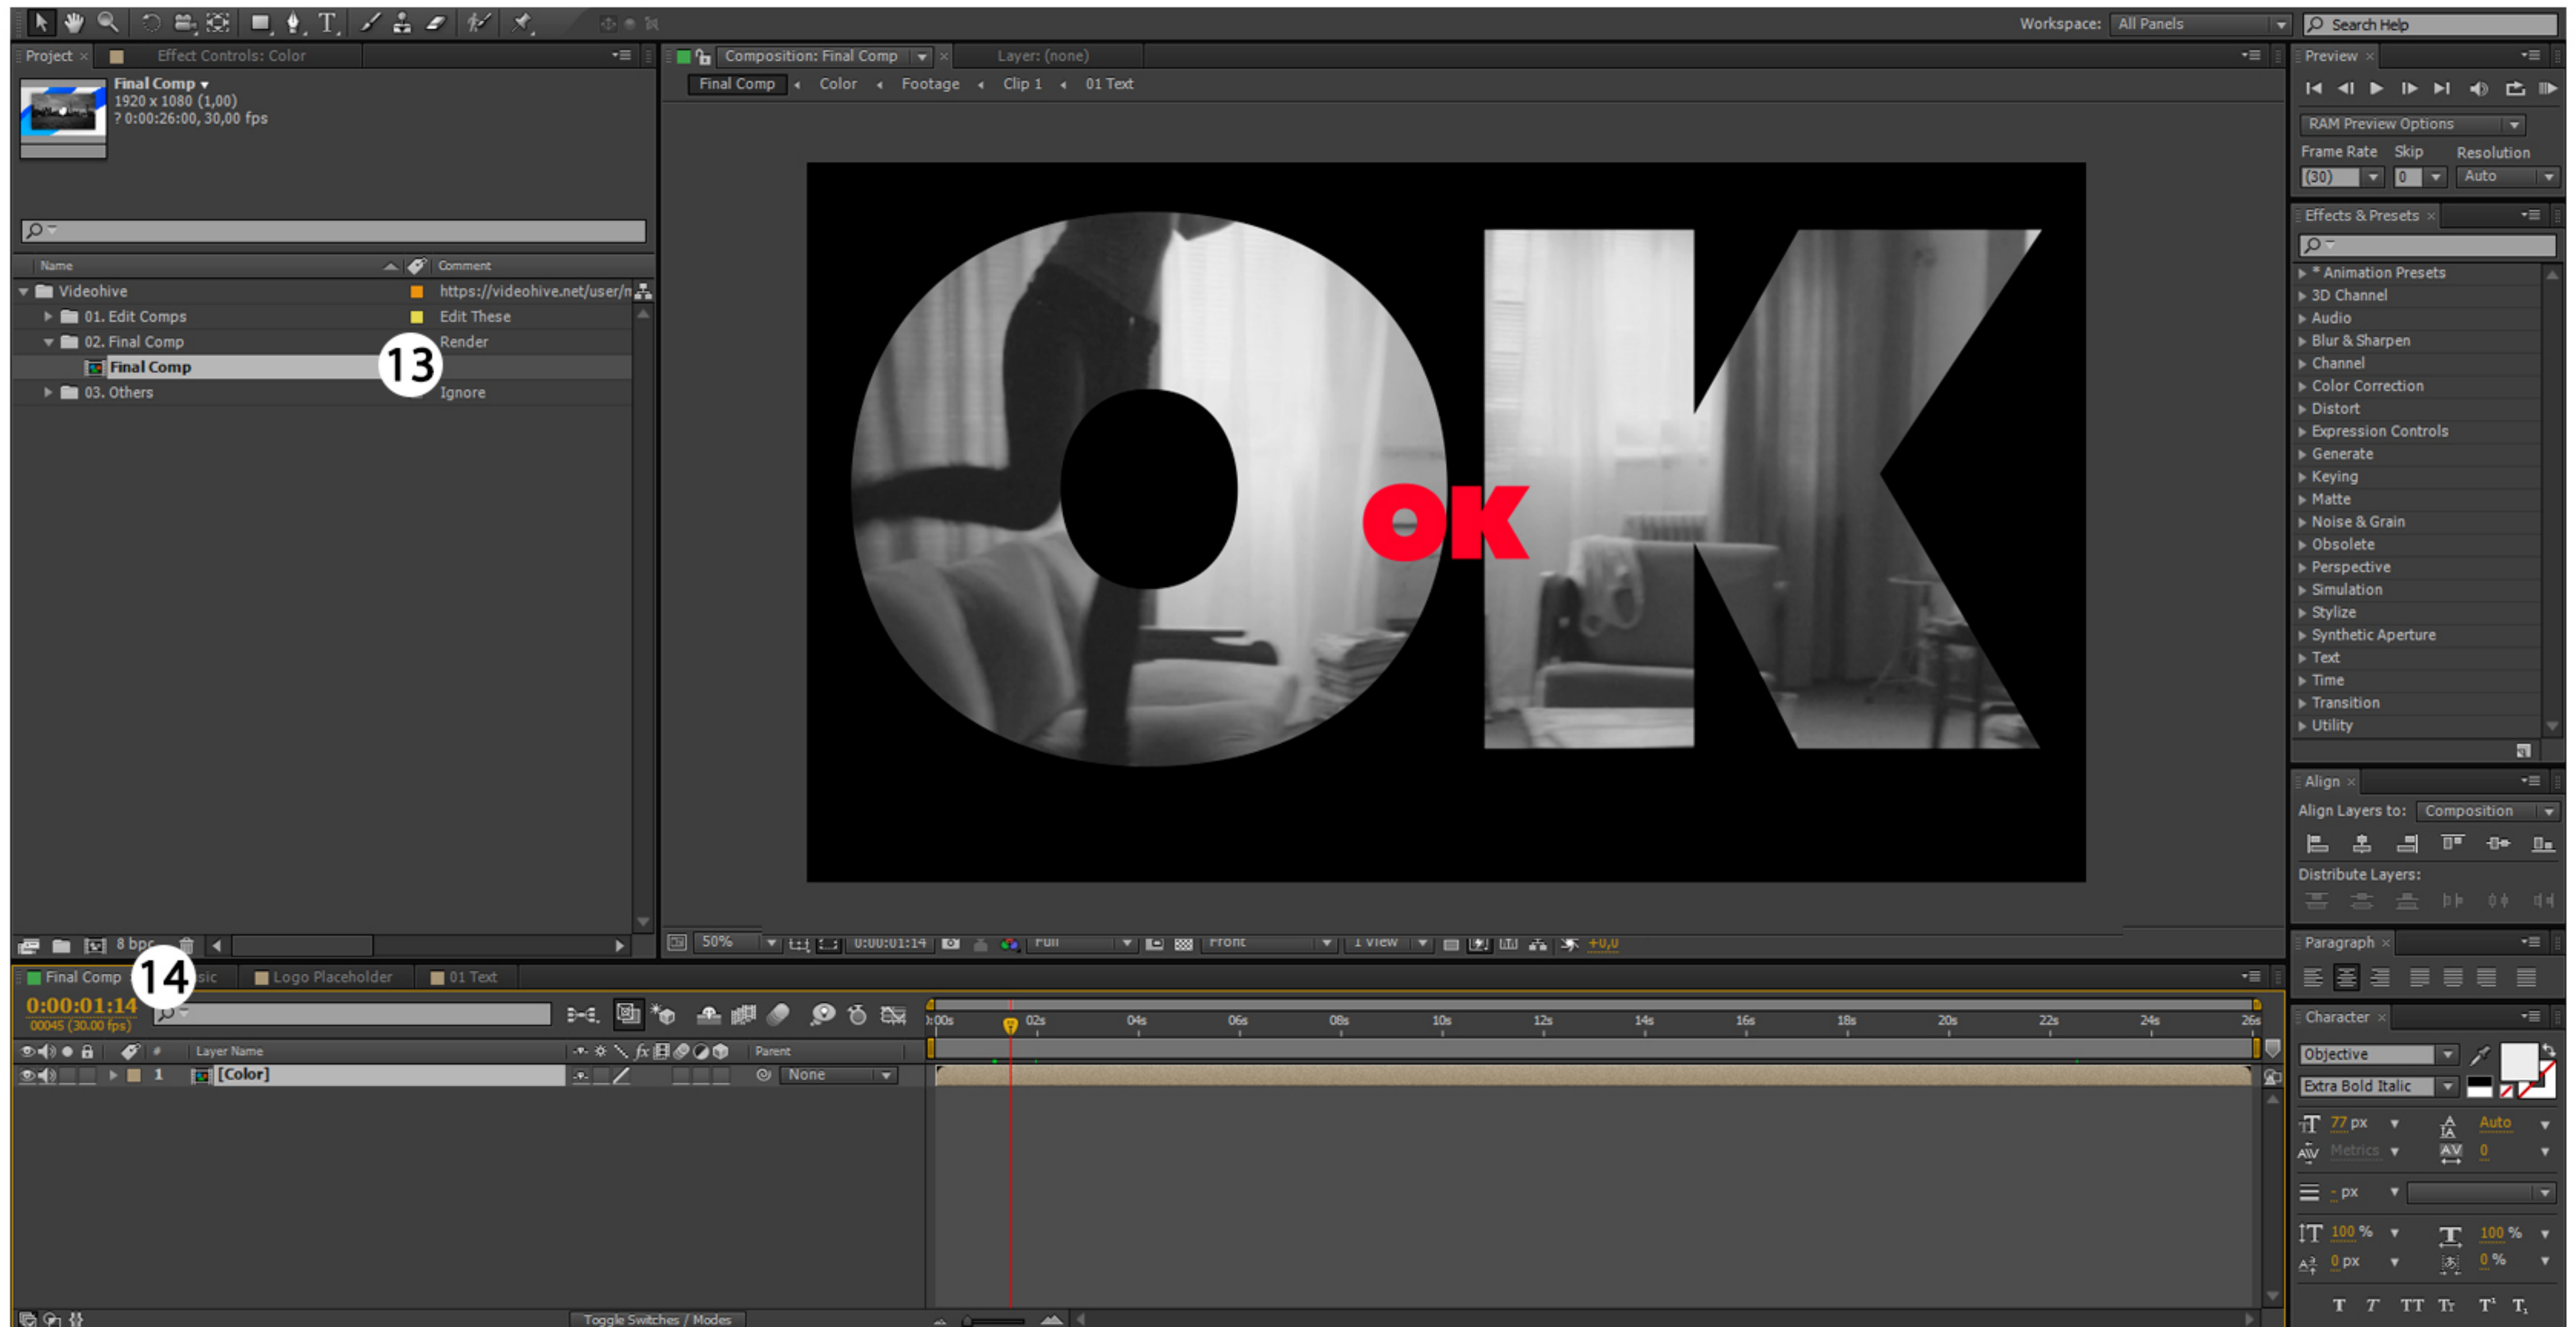 Workspace: All Panels Search Help
Project Effect Controls: Color
Final Comp
1920 x 1080 (1,00)
? 0:00:26:00, 30,00 fps
Name Comment
Videohive https://videohive.net/user/
01. Edit Comps Edit These
02. Final Comp Render
Final Comp
13
03. Others Ignore
8 bpc
Composition: Final Comp Layer: (none)
Final Comp Color Footage Clip 1 01 Text
OK
OK
50% 0:00:01:14 Full Front 1 View +0,0
Preview
RAM Preview Options
Frame Rate Skip Resolution
(30) 0 Auto
Effects & Presets
* Animation Presets
3D Channel
Audio
Blur & Sharpen
Channel
Color Correction
Distort
Expression Controls
Generate
Keying
Matte
Noise & Grain
Obsolete
Perspective
Simulation
Stylize
Synthetic Aperture
Text
Time
Transition
Utility
Align
Align Layers to: Composition
Distribute Layers:
Paragraph
Character
Objective
Extra Bold Italic
77 px Auto
Metrics 0
- px
100 % 100 %
0 px 0 %
T T TT Tт T¹ T₁
Final Comp 14 Logo Placeholder 01 Text
0:00:01:14
00045 (30.00 fps)
02s 04s 06s 08s 10s 12s 14s 16s 18s 20s 22s 24s 26s
# Layer Name Parent
1 [Color] None
Toggle Switches / Modes